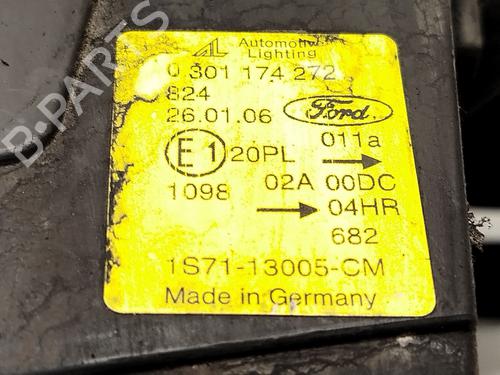 AL Automotive
Lighting
0 301 174 272
824
26.01.06 Ford
E1 20PL 011a
1098 02A 00DC
04HR
682
1S71-13005-CM
Made in Germany
B-PARTS